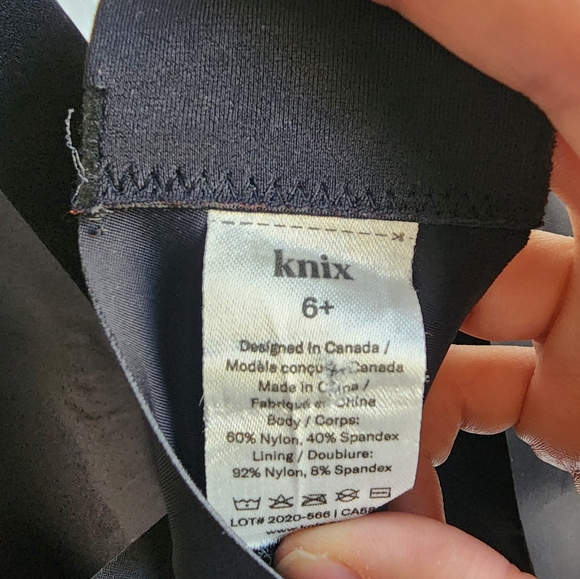 knix
6+
Designed in Canada /
Modèle conçu Canada
Made in China /
Fabriqué en Chine
Body / Corps:
60% Nylon, 40% Spandex
Lining / Doublure:
92% Nylon, 8% Spandex
LOT# 2020-566 | CA59